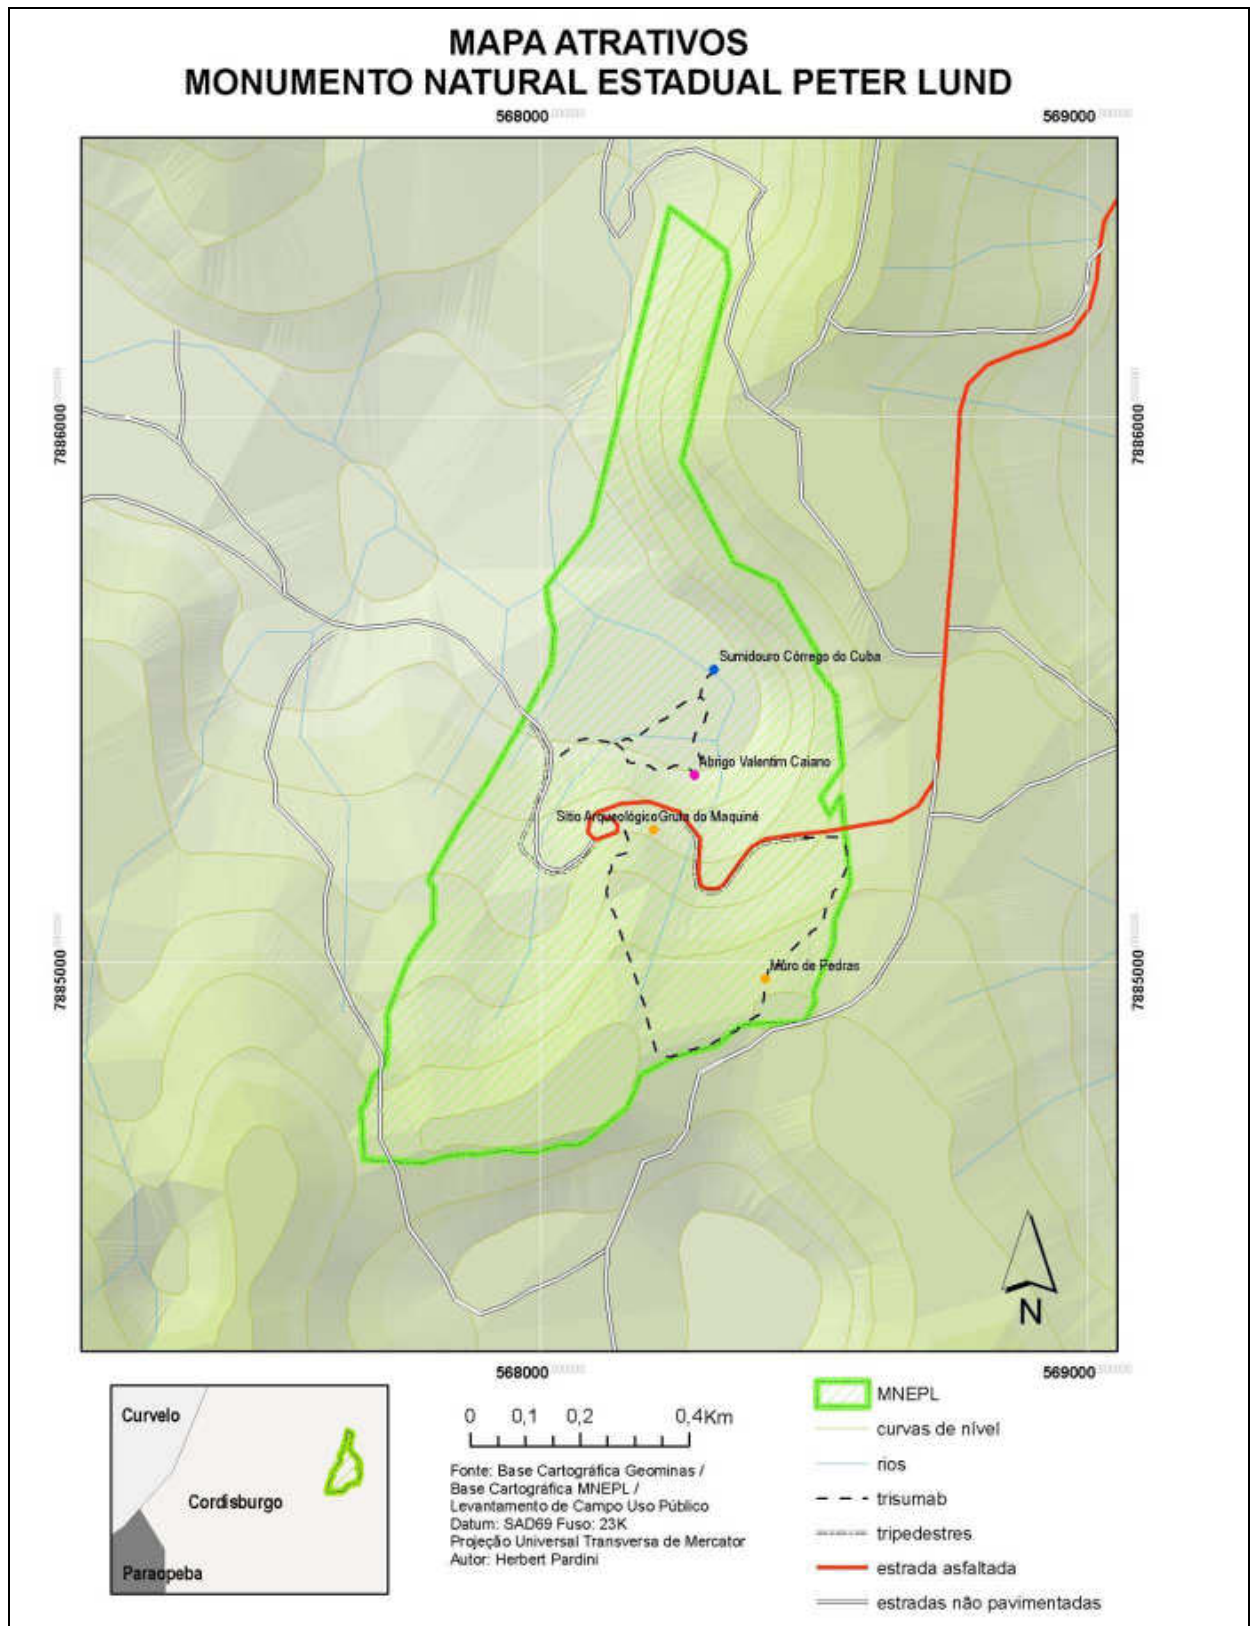 MAPA ATRATIVOS
MONUMENTO NATURAL ESTADUAL PETER LUND
568000
569000
7886000
7886000
Sumidouro Córrego do Cuba
Abrigo Valentim Caiano
Sítio Arqueológico Gruta do Maquiné
Muro de Pedras
7885000
7885000
N
568000
569000
Curvelo
Cordisburgo
Paraopeba
0 0,1 0,2 0,4Km
Fonte: Base Cartográfica Geominas /
Base Cartográfica MNEPL /
Levantamento de Campo Uso Público
Datum: SAD69 Fuso: 23K
Projeção Universal Transversa de Mercator
Autor: Herbert Pardini
MNEPL
curvas de nível
rios
trisumab
tripedestres
estrada asfaltada
estradas não pavimentadas